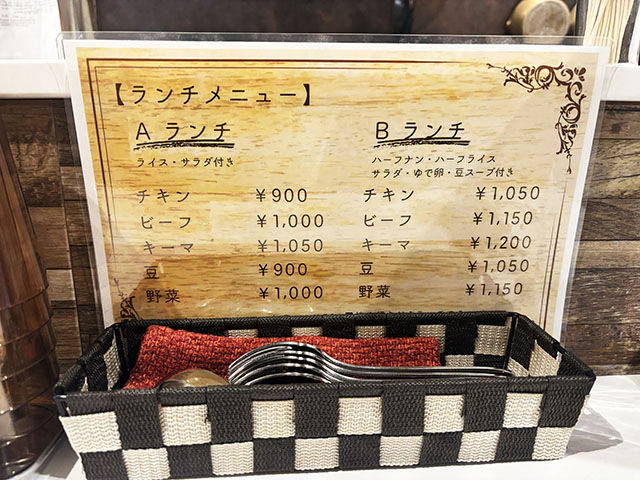 【ランチメニュー】
A ランチ
ライス・サラダ付き
チキン ¥900
ビーフ ¥1,000
キーマ ¥1,050
豆 ¥900
野菜 ¥1,000
B ランチ
ハーフナン・ハーフライス
サラダ・ゆで卵・豆スープ付き
チキン ¥1,050
ビーフ ¥1,150
キーマ ¥1,200
豆 ¥1,050
野菜 ¥1,150